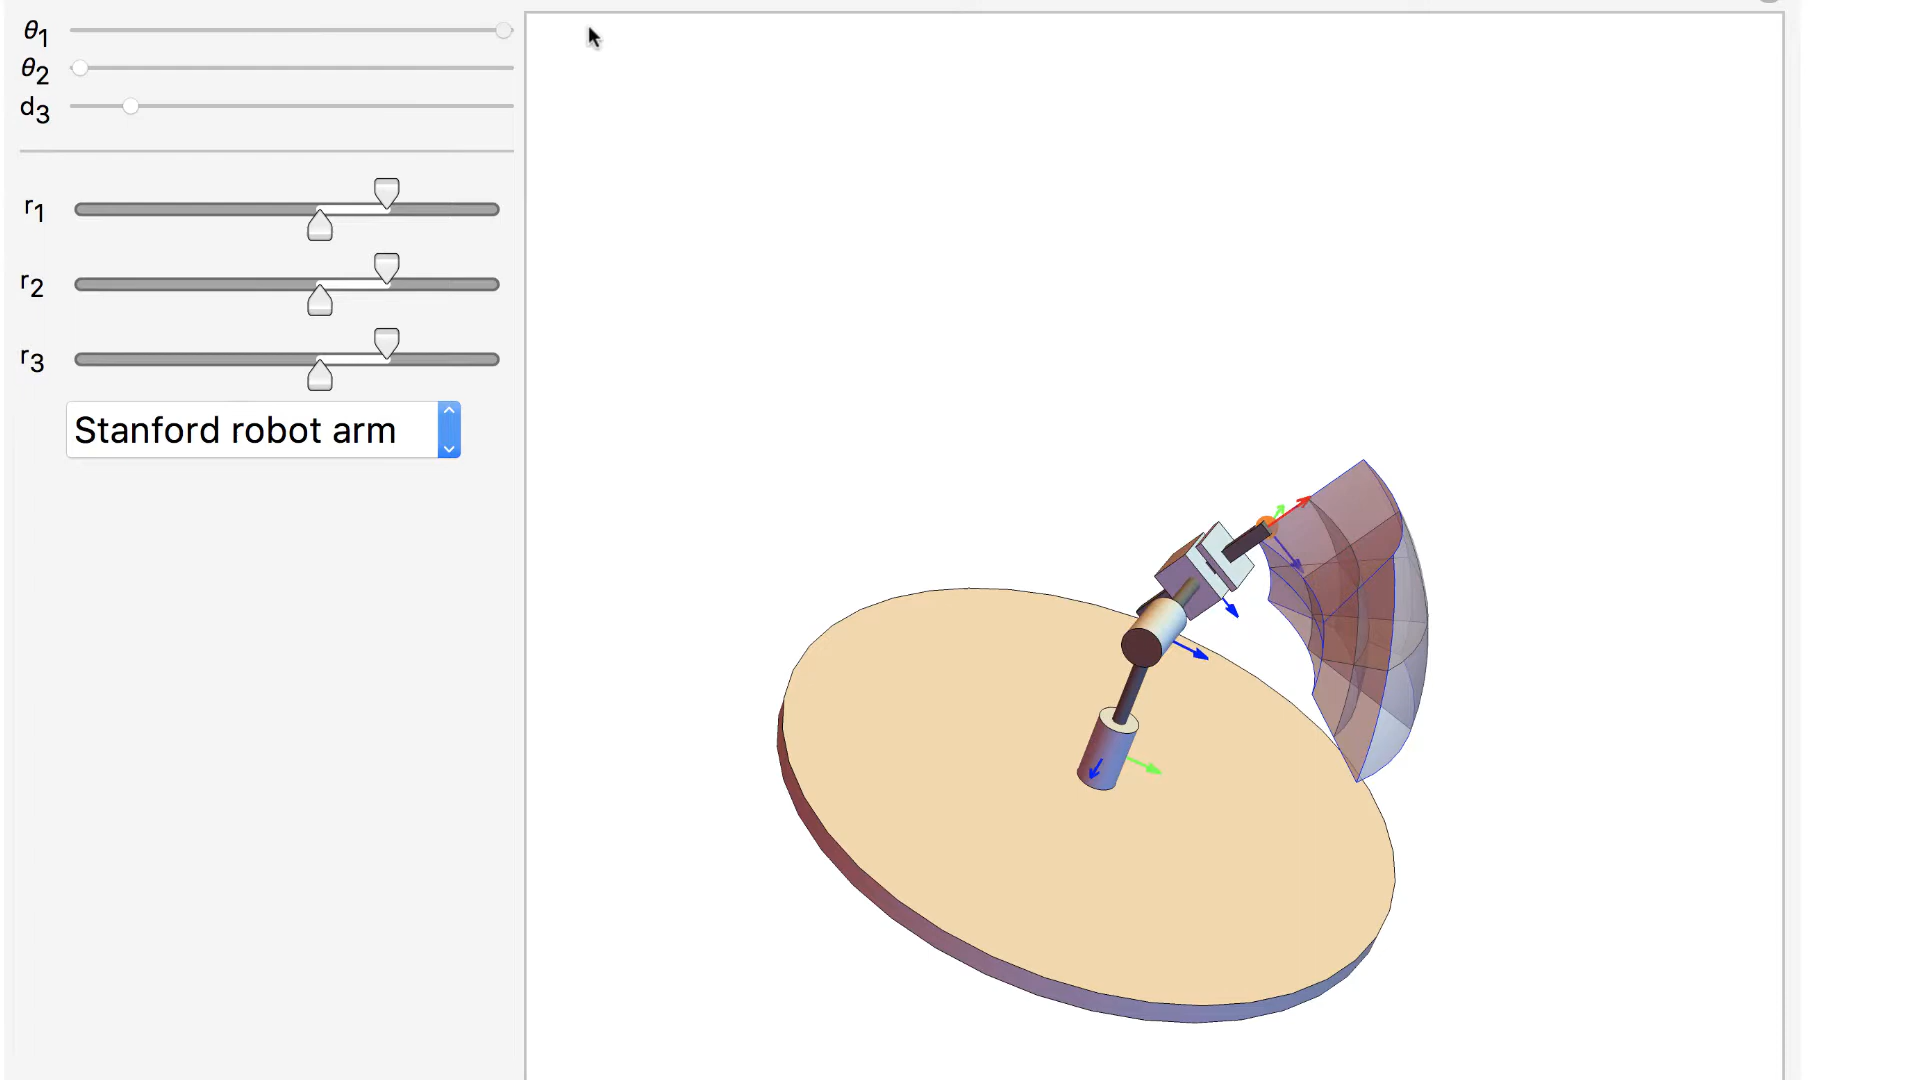 θ1
θ2
d3
r1
r2
r3
Stanford robot arm